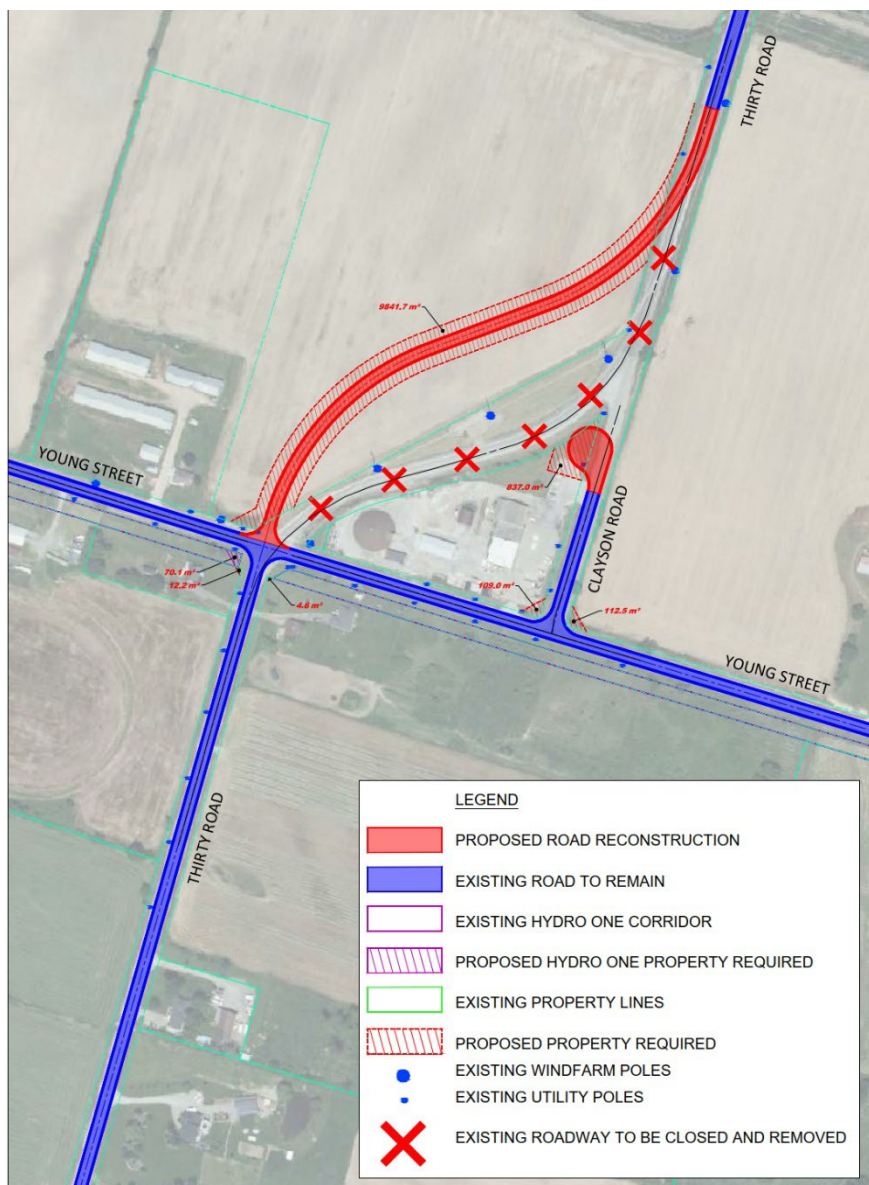 THIRTY ROAD
9841.7 m²
YOUNG STREET
837.0 m²
CLAYSON ROAD
70.1 m²
12.2 m²
4.6 m²
109.0 m²
112.5 m²
YOUNG STREET
THIRTY ROAD
LEGEND
PROPOSED ROAD RECONSTRUCTION
EXISTING ROAD TO REMAIN
EXISTING HYDRO ONE CORRIDOR
PROPOSED HYDRO ONE PROPERTY REQUIRED
EXISTING PROPERTY LINES
PROPOSED PROPERTY REQUIRED
EXISTING WINDFARM POLES
EXISTING UTILITY POLES
EXISTING ROADWAY TO BE CLOSED AND REMOVED